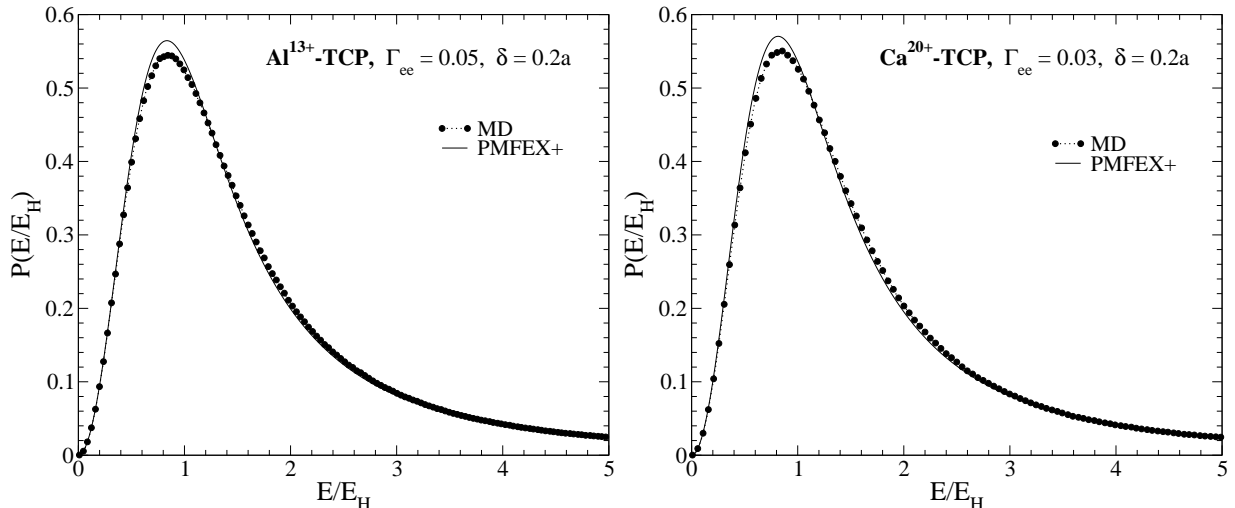 0.6
Al13+-TCP, Γee = 0.05, δ = 0.2a
0.5
MD
PMFEX+
0.4
P(E/EH)
0.3
0.2
0.1
0
0 1 2 3 4 5
E/EH
0.6
Ca20+-TCP, Γee = 0.03, δ = 0.2a
0.5
MD
PMFEX+
0.4
P(E/EH)
0.3
0.2
0.1
0
0 1 2 3 4 5
E/EH